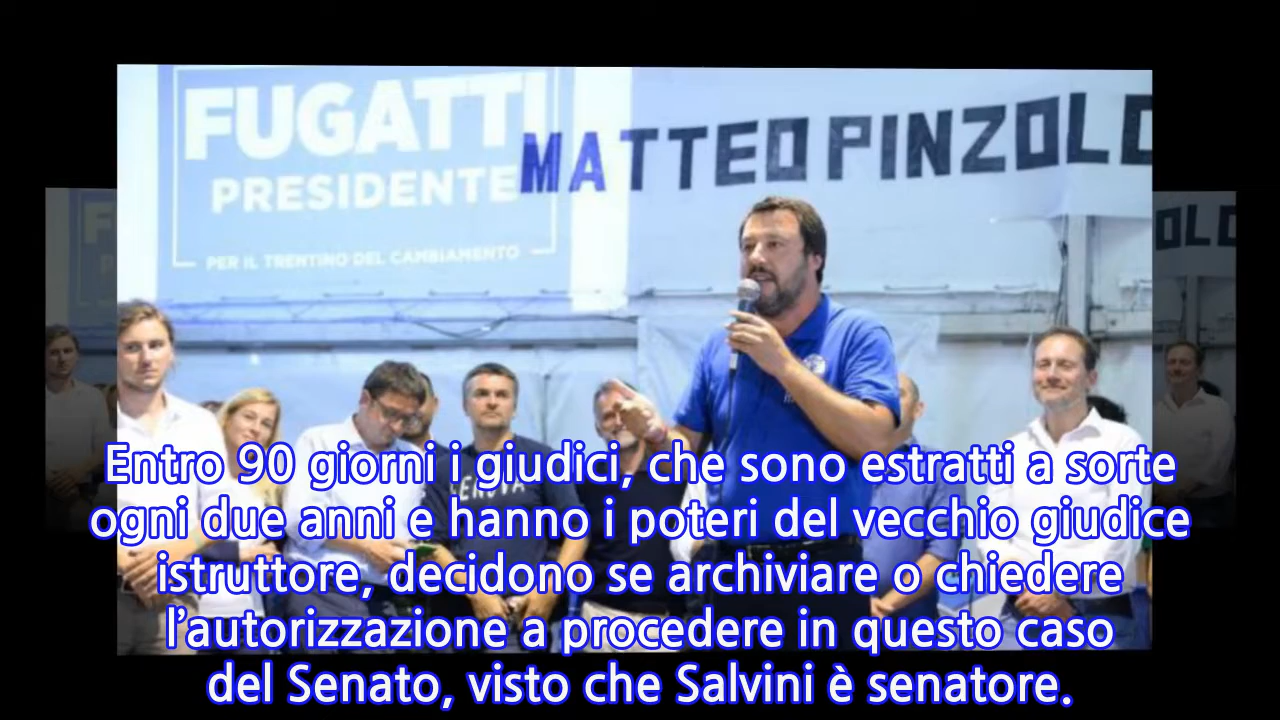 FUGATTI
PRESIDENTE
PER IL TRENTINO DEL CAMBIAMENTO
MATTEO PINZOLO
OLO
Entro 90 giorni i giudici, che sono estratti a sorte
ogni due anni e hanno i poteri del vecchio giudice
istruttore, decidono se archiviare o chiedere
l'autorizzazione a procedere in questo caso
del Senato, visto che Salvini è senatore.